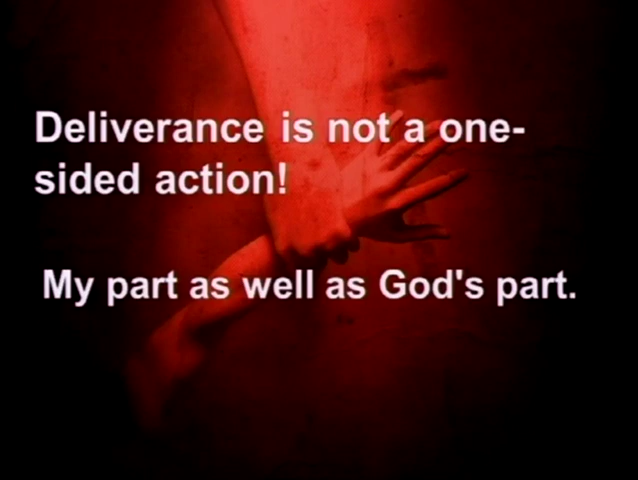 Deliverance is not a one-
sided action!
My part as well as God's part.